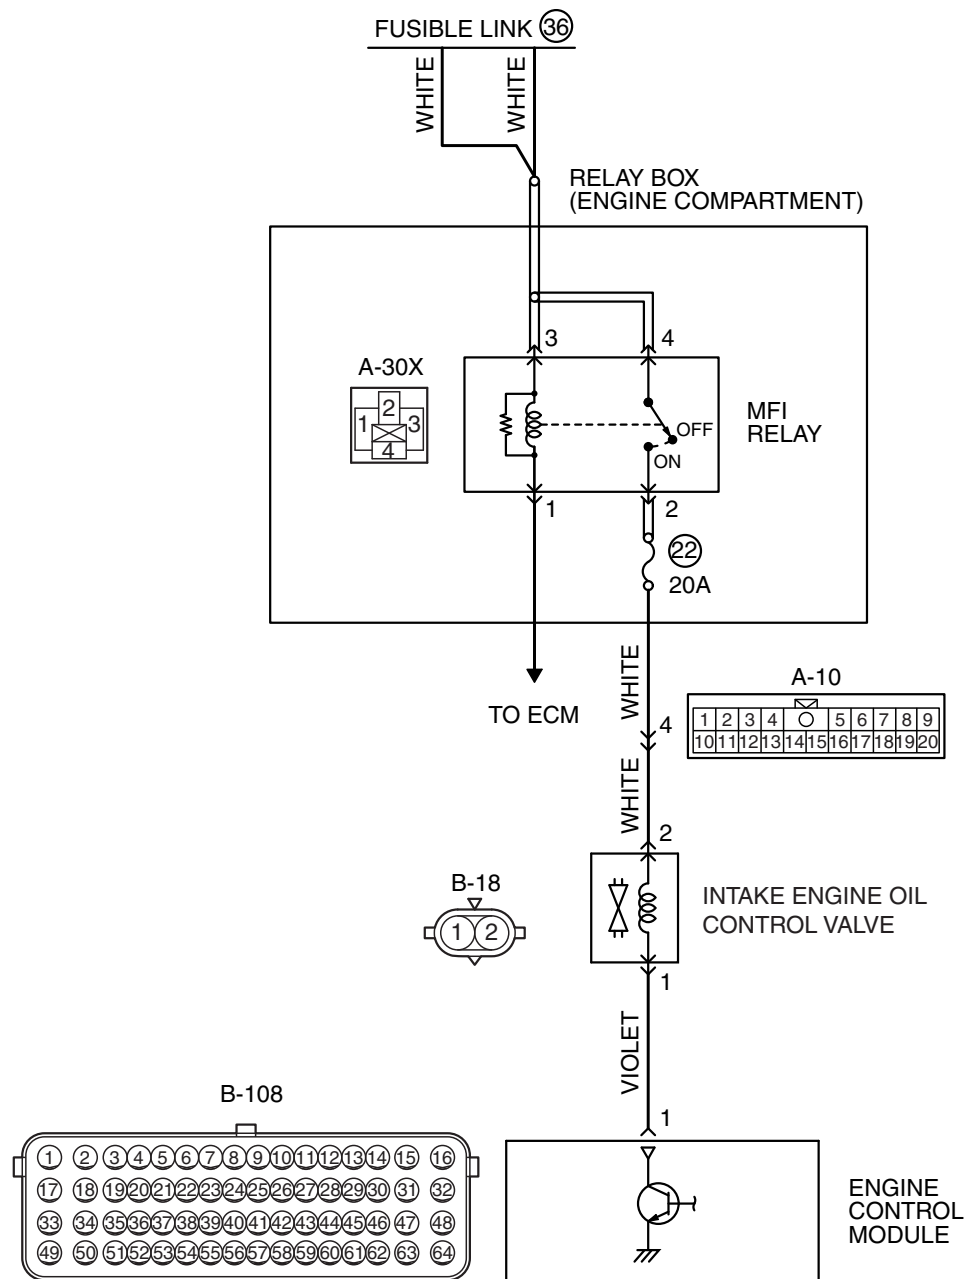 FUSIBLE LINK 36
WHITE
WHITE
RELAY BOX
(ENGINE COMPARTMENT)
3
4
A-30X
2
1 3
4
MFI
RELAY
OFF
ON
1
2
22
20A
TO ECM
WHITE
4
A-10
1 2 3 4 5 6 7 8 9
10 11 12 13 14 15 16 17 18 19 20
WHITE
2
B-18
1 2
INTAKE ENGINE OIL
CONTROL VALVE
1
VIOLET
1
B-108
1 2 3 4 5 6 7 8 9 10 11 12 13 14 15 16
17 18 19 20 21 22 23 24 25 26 27 28 29 30 31 32
33 34 35 36 37 38 39 40 41 42 43 44 45 46 47 48
49 50 51 52 53 54 55 56 57 58 59 60 61 62 63 64
ENGINE
CONTROL
MODULE